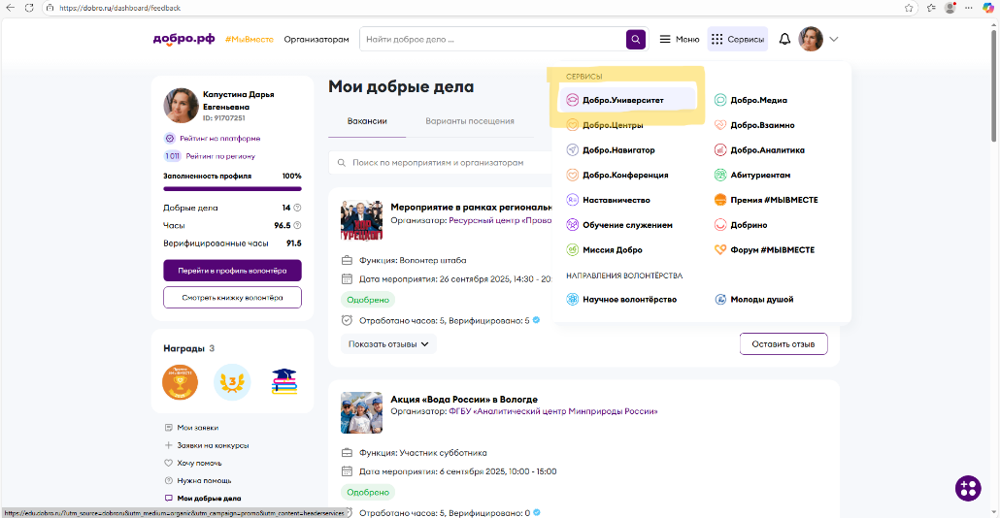 https://dobro.ru/dashboard/feedback
добро.рф
#МыВместе
Организаторам
Найти доброе дело ...
Меню
Сервисы
Капустина Дарья
Евгеньевна
ID: 91707251
Рейтинг на платформе
1 011 Рейтинг по региону
Заполненность профиля 100%
Добрые дела 14
Часы 96.5
Верифицированные часы 91.5
Перейти в профиль волонтёра
Смотреть книжку волонтёра
Награды 3
Премия
#МЫВМЕСТЕ
3
Мои заявки
Заявки на конкурсы
Хочу помочь
Нужна помощь
Мои добрые дела
Мои добрые дела
Вакансии
Варианты посещения
Поиск по мероприятиям и организаторам
ХОР
ТУРЕЦКОГО
Мероприятие в рамках региональн
Организатор: Ресурсный центр «Прово
Функция: Волонтер штаба
Дата мероприятия: 26 сентября 2025, 14:30 - 20:
Одобрено
Отработано часов: 5, Верифицировано: 5
Показать отзывы
Оставить отзыв
Акция «Вода России» в Вологде
Организатор: ФГБУ «Аналитический центр Минприроды России»
Функция: Участник субботника
Дата мероприятия: 6 сентября 2025, 10:00 - 15:00
Одобрено
Отработано часов: 5, Верифицировано: 0
СЕРВИСЫ
Добро.Университет
Добро.Медиа
Добро.Центры
Добро.Взаимно
Добро.Навигатор
Добро.Аналитика
Добро.Конференция
Абитуриентам
Наставничество
Премия #МЫВМЕСТЕ
Обучение служением
Добрино
Миссия Добро
Форум #МЫВМЕСТЕ
НАПРАВЛЕНИЯ ВОЛОНТЁРСТВА
Научное волонтёрство
Молоды душой
https://edu.dobro.ru/?utm_source=dobroru&utm_medium=organic&utm_campaign=promo&utm_content=headerservices